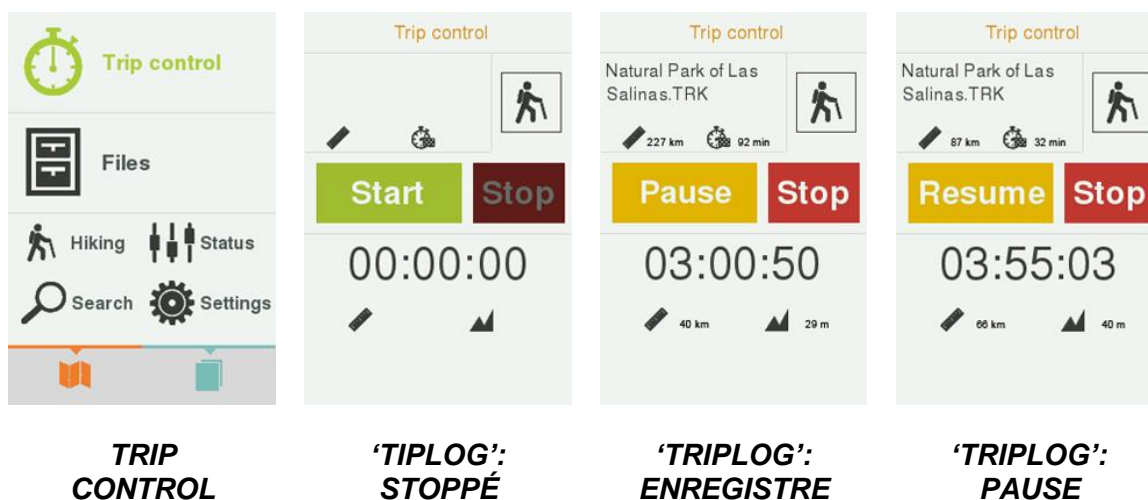 Trip control
Files
Hiking
Status
Search
Settings
Trip control
Start
Stop
00:00:00
Trip control
Natural Park of Las
Salinas.TRK
227 km
92 min
Pause
Stop
03:00:50
40 km
29 m
Trip control
Natural Park of Las
Salinas.TRK
87 km
32 min
Resume
Stop
03:55:03
66 km
40 m
TRIP
CONTROL
‘TIPLOG’:
STOPPÉ
‘TRIPLOG’:
ENREGISTRE
‘TRIPLOG’:
PAUSE